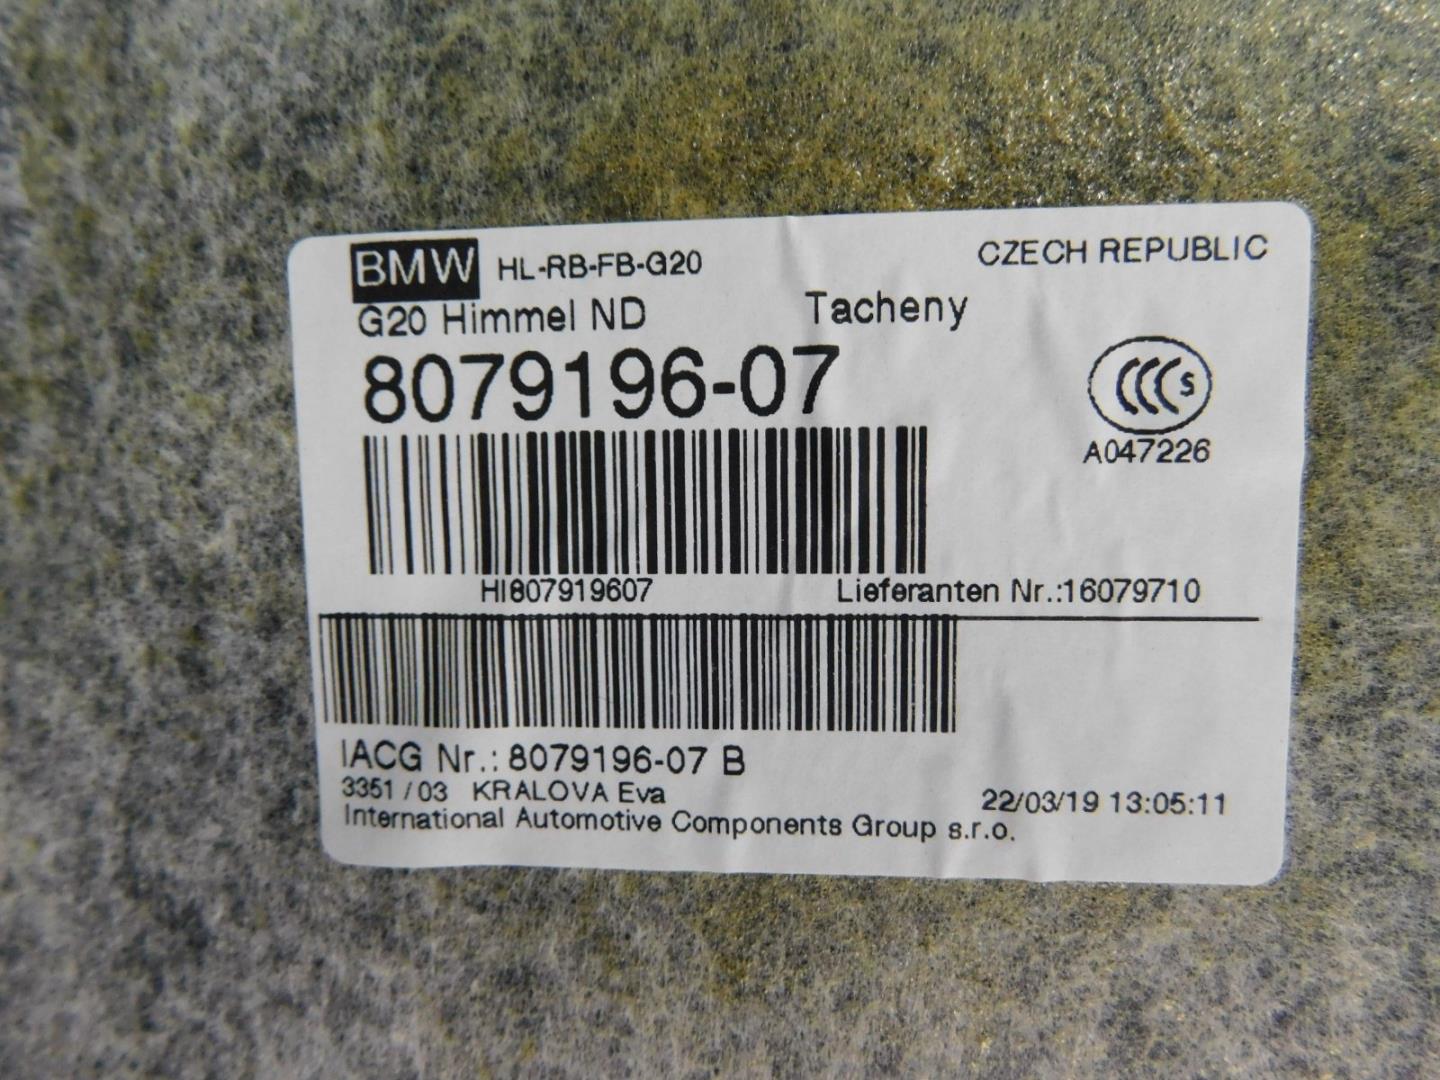 BMW HL-RB-FB-G20 CZECH REPUBLIC
G20 Himmel ND Tacheny
8079196-07
CCC S
A047226
HI807919607 Lieferanten Nr.:16079710
IACG Nr.: 8079196-07 B
3351 / 03 KRALOVA Eva 22/03/19 13:05:11
International Automotive Components Group s.r.o.